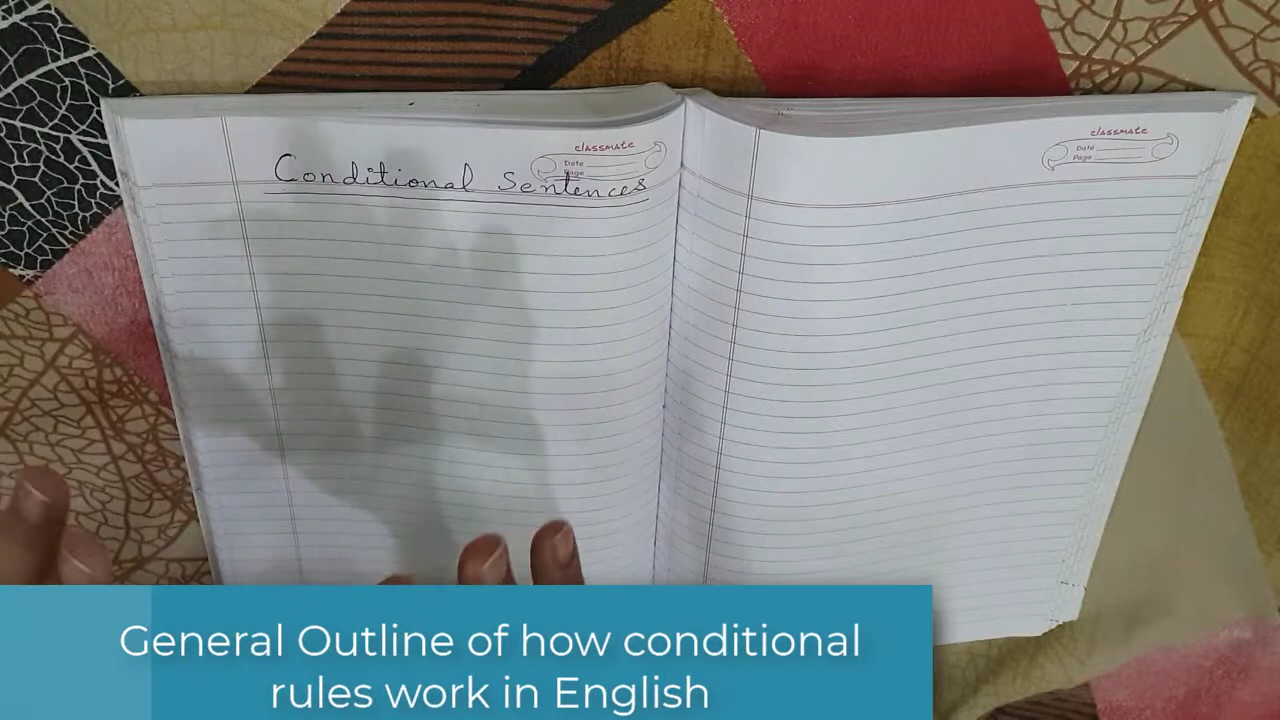 classmate
Date
Page
Conditional Sentences
classmate
Date
Page
General Outline of how conditional
rules work in English